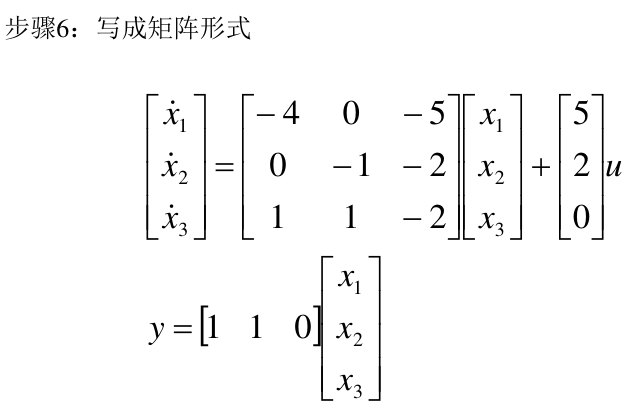 步骤6：写成矩阵形式
\begin{bmatrix} \dot{x}_1 \\ \dot{x}_2 \\ \dot{x}_3 \end{bmatrix} = \begin{bmatrix} -4 & 0 & -5 \\ 0 & -1 & -2 \\ 1 & 1 & -2 \end{bmatrix} \begin{bmatrix} x_1 \\ x_2 \\ x_3 \end{bmatrix} + \begin{bmatrix} 5 \\ 2 \\ 0 \end{bmatrix} u
y = \begin{bmatrix} 1 & 1 & 0 \end{bmatrix} \begin{bmatrix} x_1 \\ x_2 \\ x_3 \end{bmatrix}